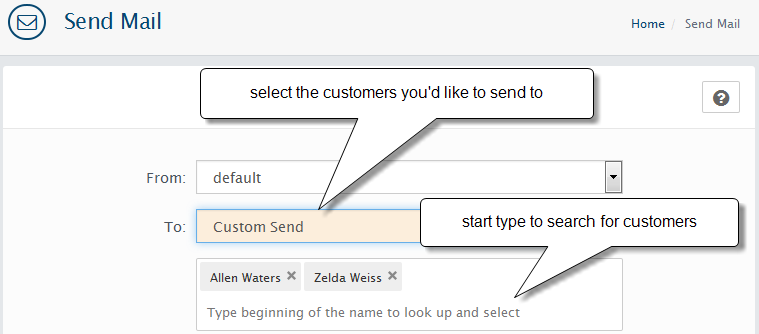 Send Mail
Home / Send Mail
select the customers you'd like to send to
From: default
To: Custom Send
start type to search for customers
Allen Waters × Zelda Weiss ×
Type beginning of the name to look up and select